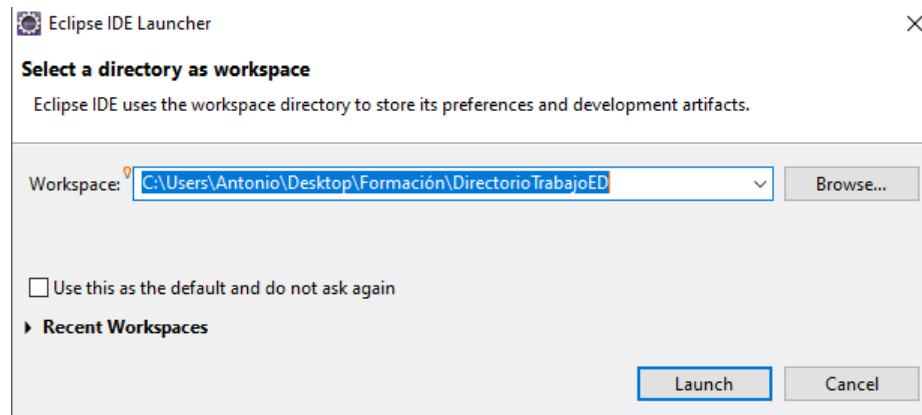 Eclipse IDE Launcher
Select a directory as workspace
Eclipse IDE uses the workspace directory to store its preferences and development artifacts.
Workspace: C:\Users\Antonio\Desktop\Formación\DirectorioTrabajoED Browse...
Use this as the default and do not ask again
Recent Workspaces
Launch Cancel